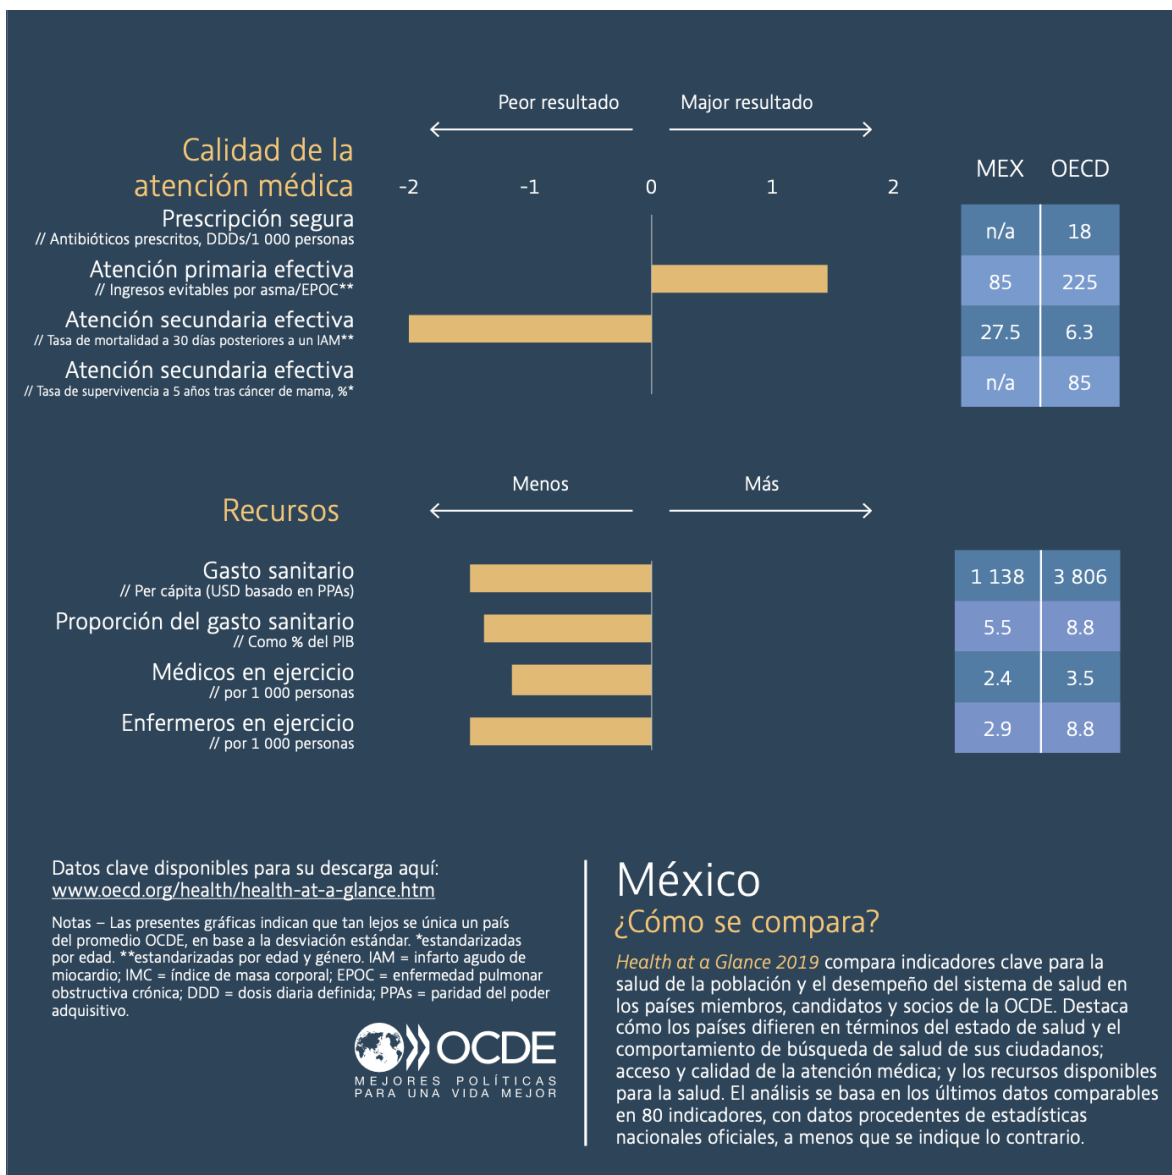 Peor resultado Major resultado
Calidad de la
atención médica
-2 -1 0 1 2
MEX OECD
Prescripción segura
// Antibióticos prescritos, DDDs/1 000 personas
n/a 18
Atención primaria efectiva
// Ingresos evitables por asma/EPOC**
85 225
Atención secundaria efectiva
// Tasa de mortalidad a 30 días posteriores a un IAM**
27.5 6.3
Atención secundaria efectiva
// Tasa de supervivencia a 5 años tras cáncer de mama, %*
n/a 85
Menos Más
Recursos
Gasto sanitario
// Per cápita (USD basado en PPAs)
1 138 3 806
Proporción del gasto sanitario
// Como % del PIB
5.5 8.8
Médicos en ejercicio
// por 1 000 personas
2.4 3.5
Enfermeros en ejercicio
// por 1 000 personas
2.9 8.8
Datos clave disponibles para su descarga aquí:
www.oecd.org/health/health-at-a-glance.htm
Notas – Las presentes gráficas indican que tan lejos se única un país
del promedio OCDE, en base a la desviación estándar. *estandarizadas
por edad. **estandarizadas por edad y género. IAM = infarto agudo de
miocardio; IMC = índice de masa corporal; EPOC = enfermedad pulmonar
obstructiva crónica; DDD = dosis diaria definida; PPAs = paridad del poder
adquisitivo.
OCDE
MEJORES POLÍTICAS
PARA UNA VIDA MEJOR
México
¿Cómo se compara?
Health at a Glance 2019 compara indicadores clave para la
salud de la población y el desempeño del sistema de salud en
los países miembros, candidatos y socios de la OCDE. Destaca
cómo los países difieren en términos del estado de salud y el
comportamiento de búsqueda de salud de sus ciudadanos;
acceso y calidad de la atención médica; y los recursos disponibles
para la salud. El análisis se basa en los últimos datos comparables
en 80 indicadores, con datos procedentes de estadísticas
nacionales oficiales, a menos que se indique lo contrario.